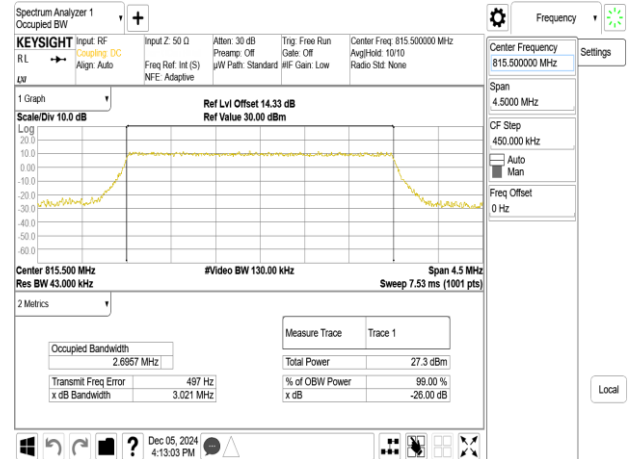 Spectrum Analyzer 1
Occupied BW
Frequency
KEYSIGHT
Input: RF
Coupling: DC
Align: Auto
RL
LXI
Input Z: 50 Ω
Freq Ref: Int (S)
NFE: Adaptive
Atten: 30 dB
Preamp: Off
µW Path: Standard
Trig: Free Run
Gate: Off
#IF Gain: Low
Center Freq: 815.500000 MHz
Avg|Hold: 10/10
Radio Std: None
Center Frequency
815.500000 MHz
Settings
Span
4.5000 MHz
CF Step
450.000 kHz
Auto
Man
Freq Offset
0 Hz
Local
1 Graph
Scale/Div 10.0 dB
Ref Lvl Offset 14.33 dB
Ref Value 30.00 dBm
Log
20.0
10.0
0.00
-10.0
-20.0
-30.0
-40.0
-50.0
-60.0
Center 815.500 MHz
#Video BW 130.00 kHz
Span 4.5 MHz
Res BW 43.000 kHz
Sweep 7.53 ms (1001 pts)
2 Metrics
Measure Trace Trace 1
Occupied Bandwidth
2.6957 MHz
Total Power 27.3 dBm
Transmit Freq Error 497 Hz
% of OBW Power 99.00 %
x dB Bandwidth 3.021 MHz
x dB -26.00 dB
?
Dec 05, 2024
4:13:03 PM